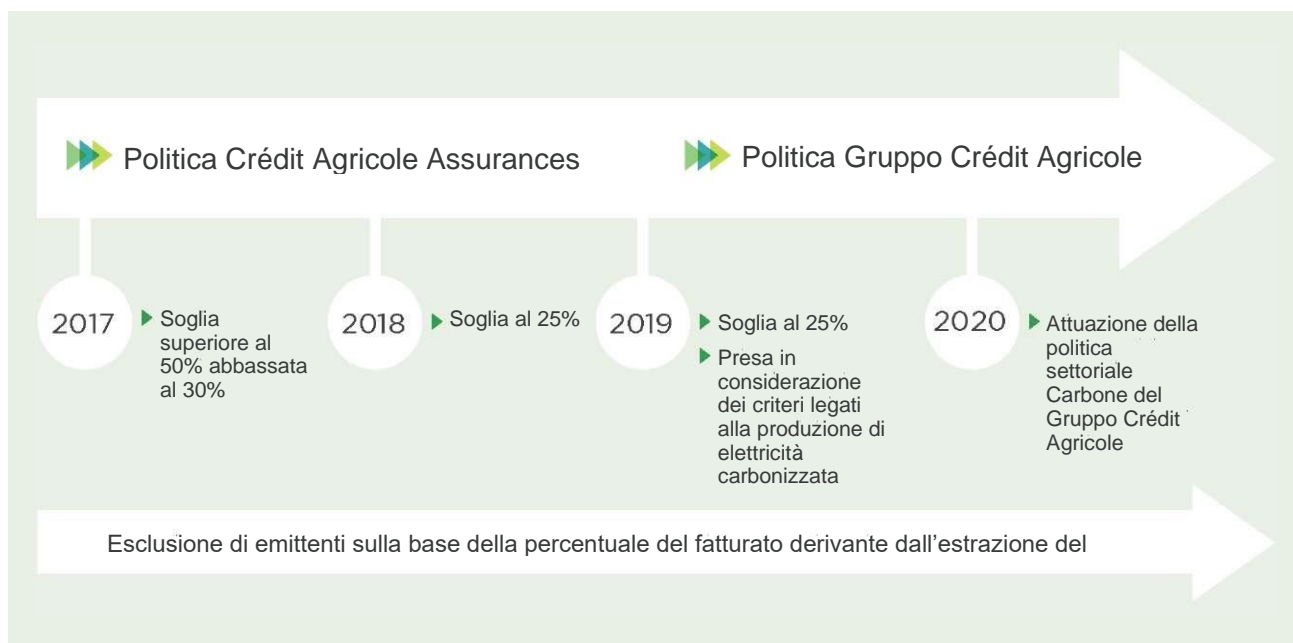 Politica Crédit Agricole Assurances
Politica Gruppo Crédit Agricole
2017
Soglia
superiore al
50% abbassata
al 30%
2018
Soglia al 25%
2019
Soglia al 25%
Presa in
considerazione
dei criteri legati
alla produzione di
elettricità
carbonizzata
2020
Attuazione della
politica
settoriale
Carbone del
Gruppo Crédit
Agricole
Esclusione di emittenti sulla base della percentuale del fatturato derivante dall'estrazione del